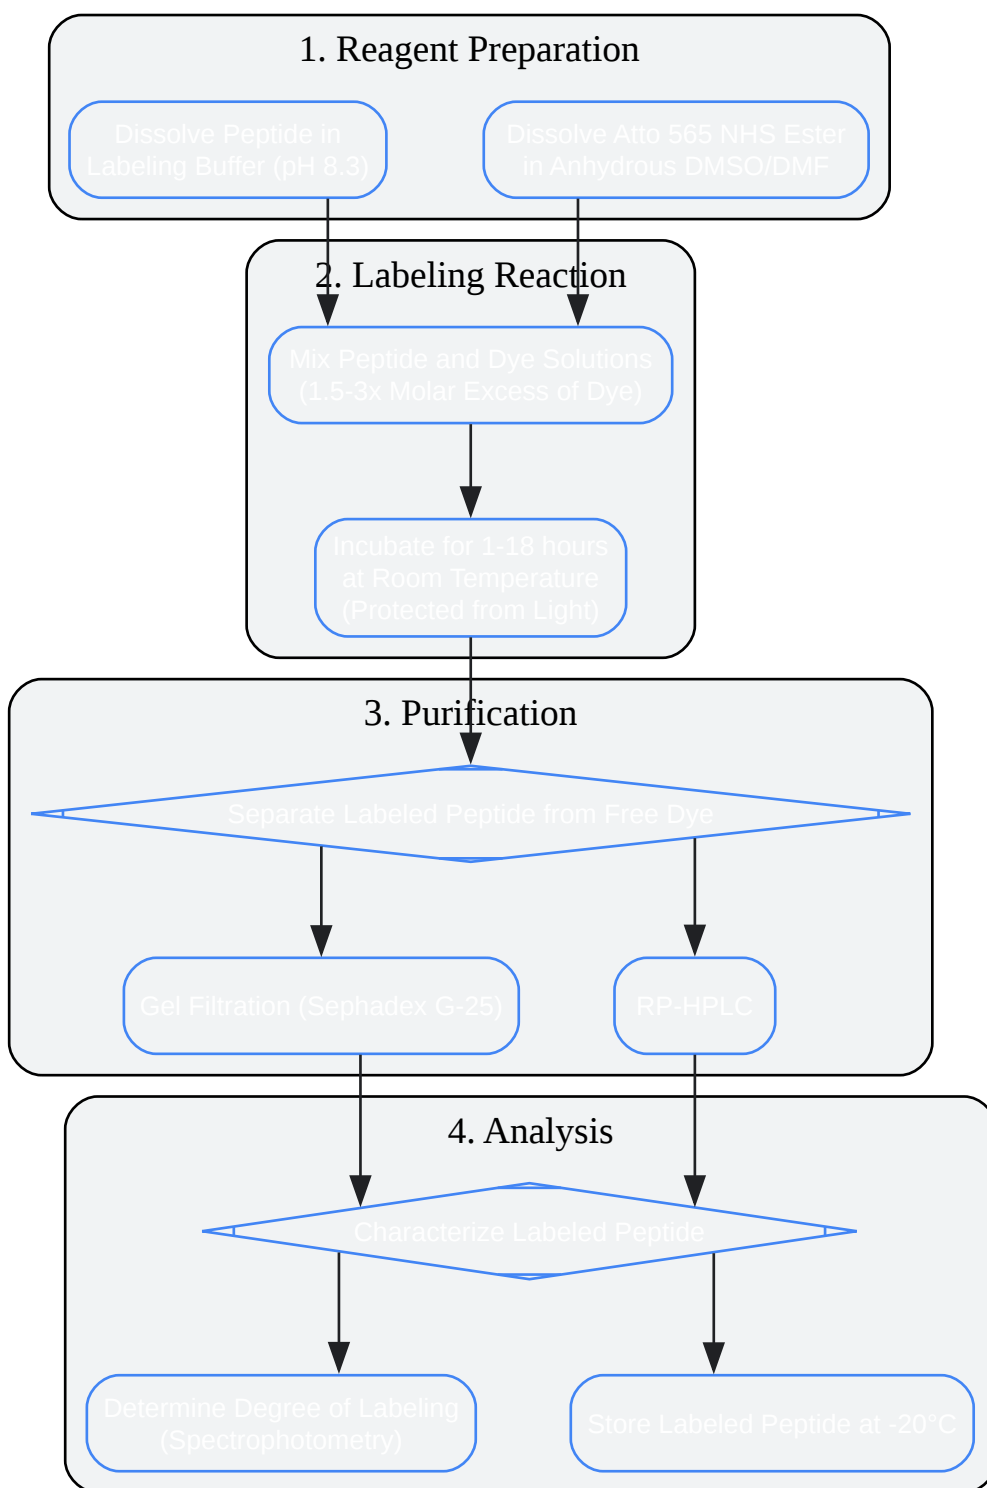 1. Reagent Preparation
Dissolve Peptide in
Labeling Buffer (pH 8.3)
Dissolve Atto 565 NHS Ester
in Anhydrous DMSO/DMF
2. Labeling Reaction
Mix Peptide and Dye Solutions
(1.5-3x Molar Excess of Dye)
Incubate for 1-18 hours
at Room Temperature
(Protected from Light)
3. Purification
Separate Labeled Peptide from Free Dye
Gel Filtration (Sephadex G-25)
RP-HPLC
4. Analysis
Characterize Labeled Peptide
Determine Degree of Labeling
(Spectrophotometry)
Store Labeled Peptide at -20°C